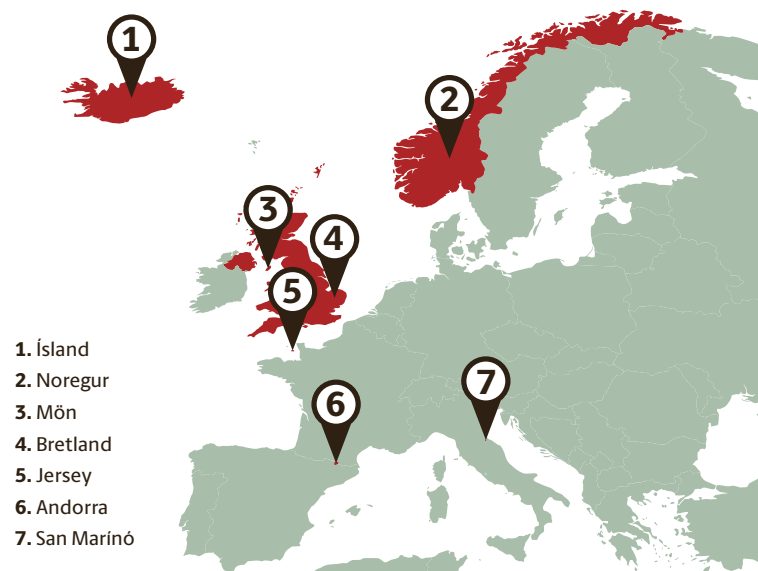 1
2
3
4
5
6
7
1. Ísland
2. Noregur
3. Mön
4. Bretland
5. Jersey
6. Andorra
7. San Marínó